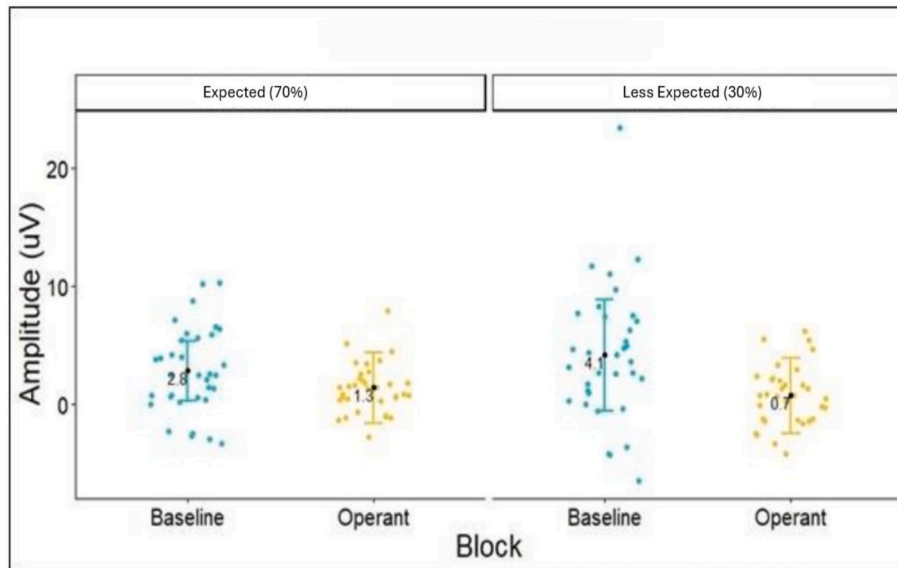 Expected (70%)
Less Expected (30%)
Amplitude (uV)
20
10
0
2.8
1.3
4.1
0.7
Baseline
Operant
Baseline
Operant
Block